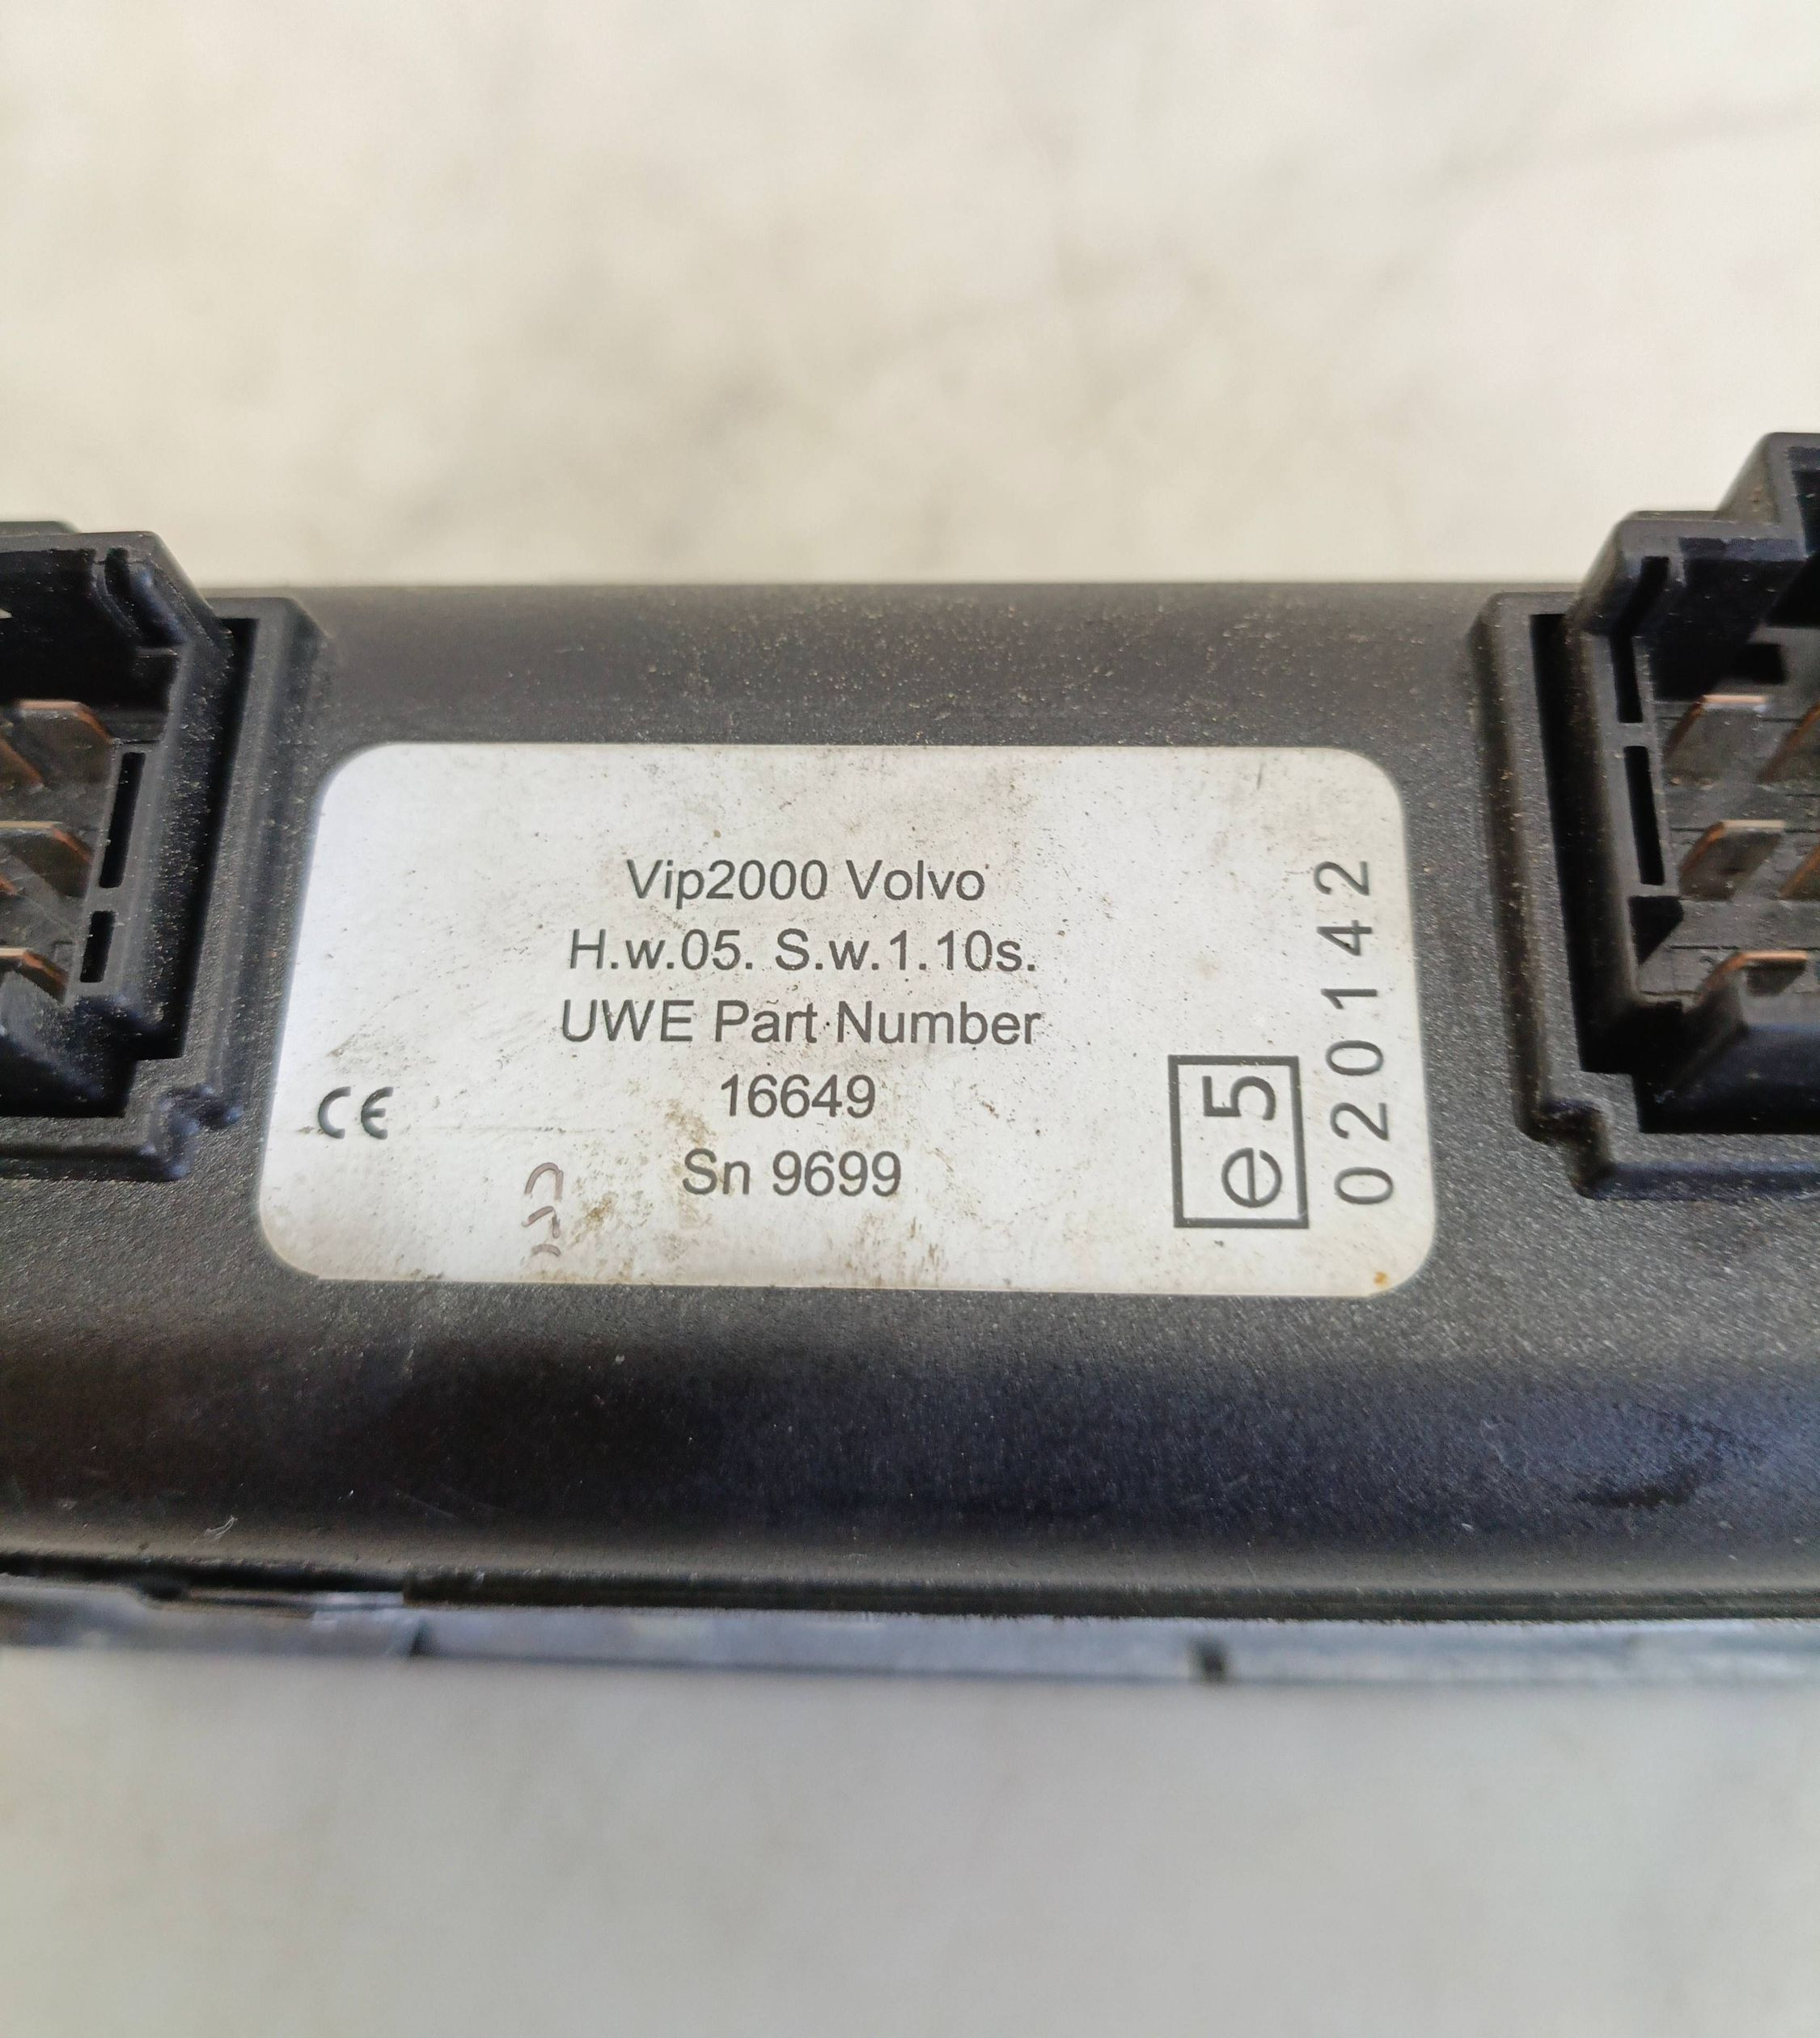 Vip2000 Volvo
H.w.05. S.w.1.10s.
UWE Part Number
16649
Sn 9699
CE
e5
020142